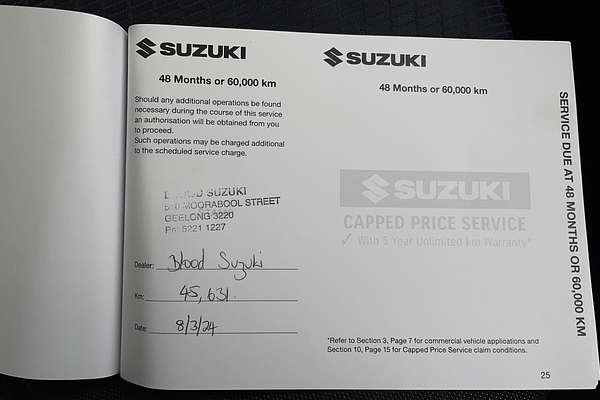 SUZUKI
48 Months or 60,000 km
Should any additional operations be found
necessary during the course of this service
an authorisation will be obtained from you
to proceed.
Such operations may be charged additional
to the scheduled service charge.
SUZUKI
MOORABOOL STREET
GEELONG 3220
Ph: 5221 1227
Dealer: Blood Suzuki
Km: 45,631
Date: 8/3/24
SUZUKI
48 Months or 60,000 km
SUZUKI
CAPPED PRICE SERVICE
✓ With 5 Year Unlimited km Warranty*
*Refer to Section 3, Page 7 for commercial vehicle applications and
Section 10, Page 15 for Capped Price Service claim conditions.
25
SERVICE DUE AT 48 MONTHS OR 60,000 KM